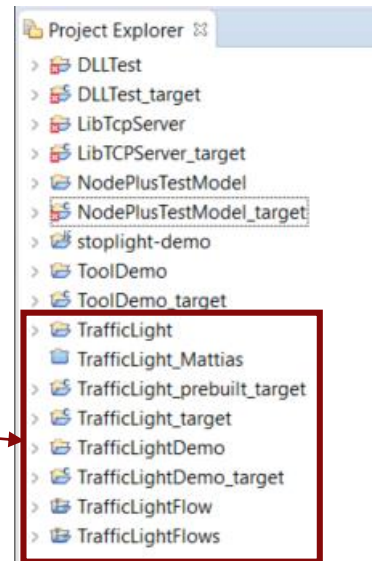 Project Explorer
DLLTest
DLLTest_target
LibTcpServer
LibTCPServer_target
NodePlusTestModel
NodePlusTestModel_target
stoplight-demo
ToolDemo
ToolDemo_target
TrafficLight
TrafficLight_Mattias
TrafficLight_prebuilt_target
TrafficLight_target
TrafficLightDemo
TrafficLightDemo_target
TrafficLightFlow
TrafficLightFlows